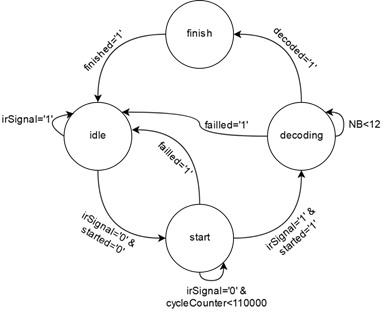 finish
finished='1'
decoded='1'
irSignal='1'
idle
failled='1'
decoding
NB<12
failled='1'
irSignal='0' &
started='0'
start
irSignal='1' &
started='1'
irSignal='0' &
cycleCounter<110000